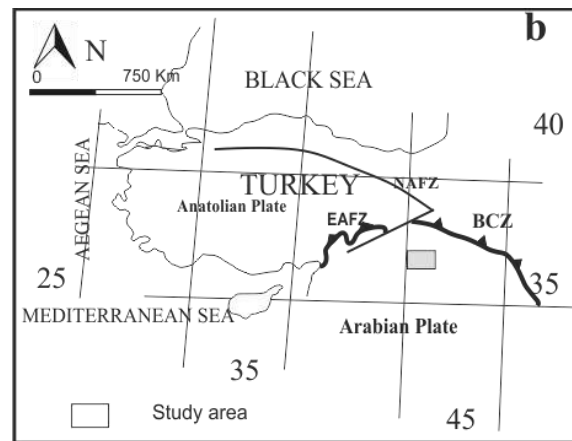 b
N
0 750 Km
BLACK SEA
40
AEGEAN SEA
NAFZ
TURKEY
Anatolian Plate
EAFZ
BCZ
25
35
MEDITERRANEAN SEA
Arabian Plate
35
45
Study area